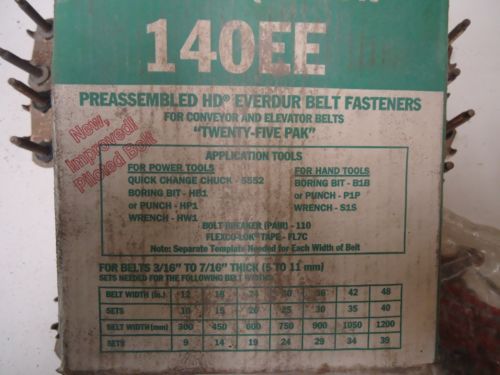 140EE
PREASSEMBLED HD® EVERDUR BELT FASTENERS
FOR CONVEYOR AND ELEVATOR BELTS
"TWENTY-FIVE PAK"
New,
Improved!
Piloted Bolt
APPLICATION TOOLS
FOR POWER TOOLS
QUICK CHANGE CHUCK - 5552
BORING BIT - HB1
or PUNCH - HP1
WRENCH - HW1
FOR HAND TOOLS
BORING BIT - B1B
or PUNCH - P1P
WRENCH - S1S
BOLT BREAKER (PAIR) - 110
FLEXCO-LOK® TAPE - FL7C
Note: Separate Template Needed for Each Width of Belt
FOR BELTS 3/16" TO 7/16" THICK (5 TO 11 mm)
SETS NEEDED FOR THE FOLLOWING BELT WIDTHS
BELT WIDTH (in.) 12 18 24 30 36 42 48
SETS 10 15 20 25 30 35 40
BELT WIDTH (mm) 300 450 600 750 900 1050 1200
SETS 9 14 19 24 29 34 39